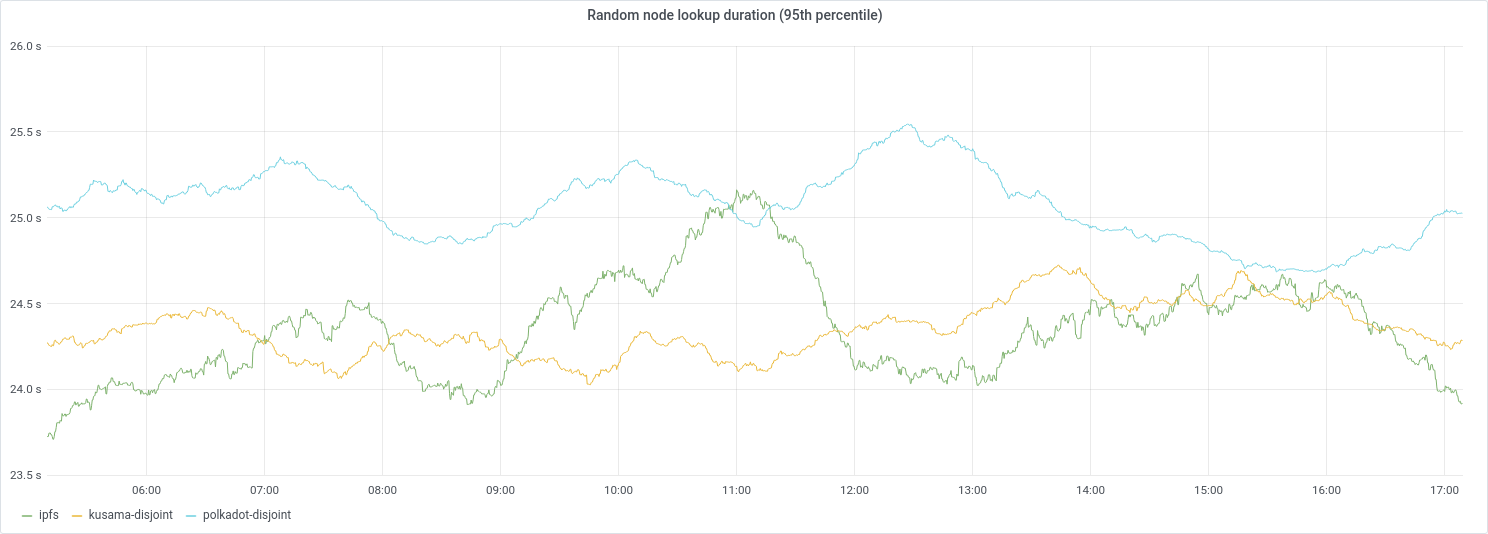 Random node lookup duration (95th percentile)
26.0 s
25.5 s
25.0 s
24.5 s
24.0 s
23.5 s
06:00 07:00 08:00 09:00 10:00 11:00 12:00 13:00 14:00 15:00 16:00 17:00
ipfs kusama-disjoint polkadot-disjoint